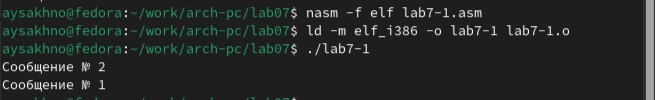 aysakhno@fedora:~/work/arch-pc/lab07$ nasm -f elf lab7-1.asm
aysakhno@fedora:~/work/arch-pc/lab07$ ld -m elf_i386 -o lab7-1 lab7-1.o
aysakhno@fedora:~/work/arch-pc/lab07$ ./lab7-1
Сообщение № 2
Сообщение № 1